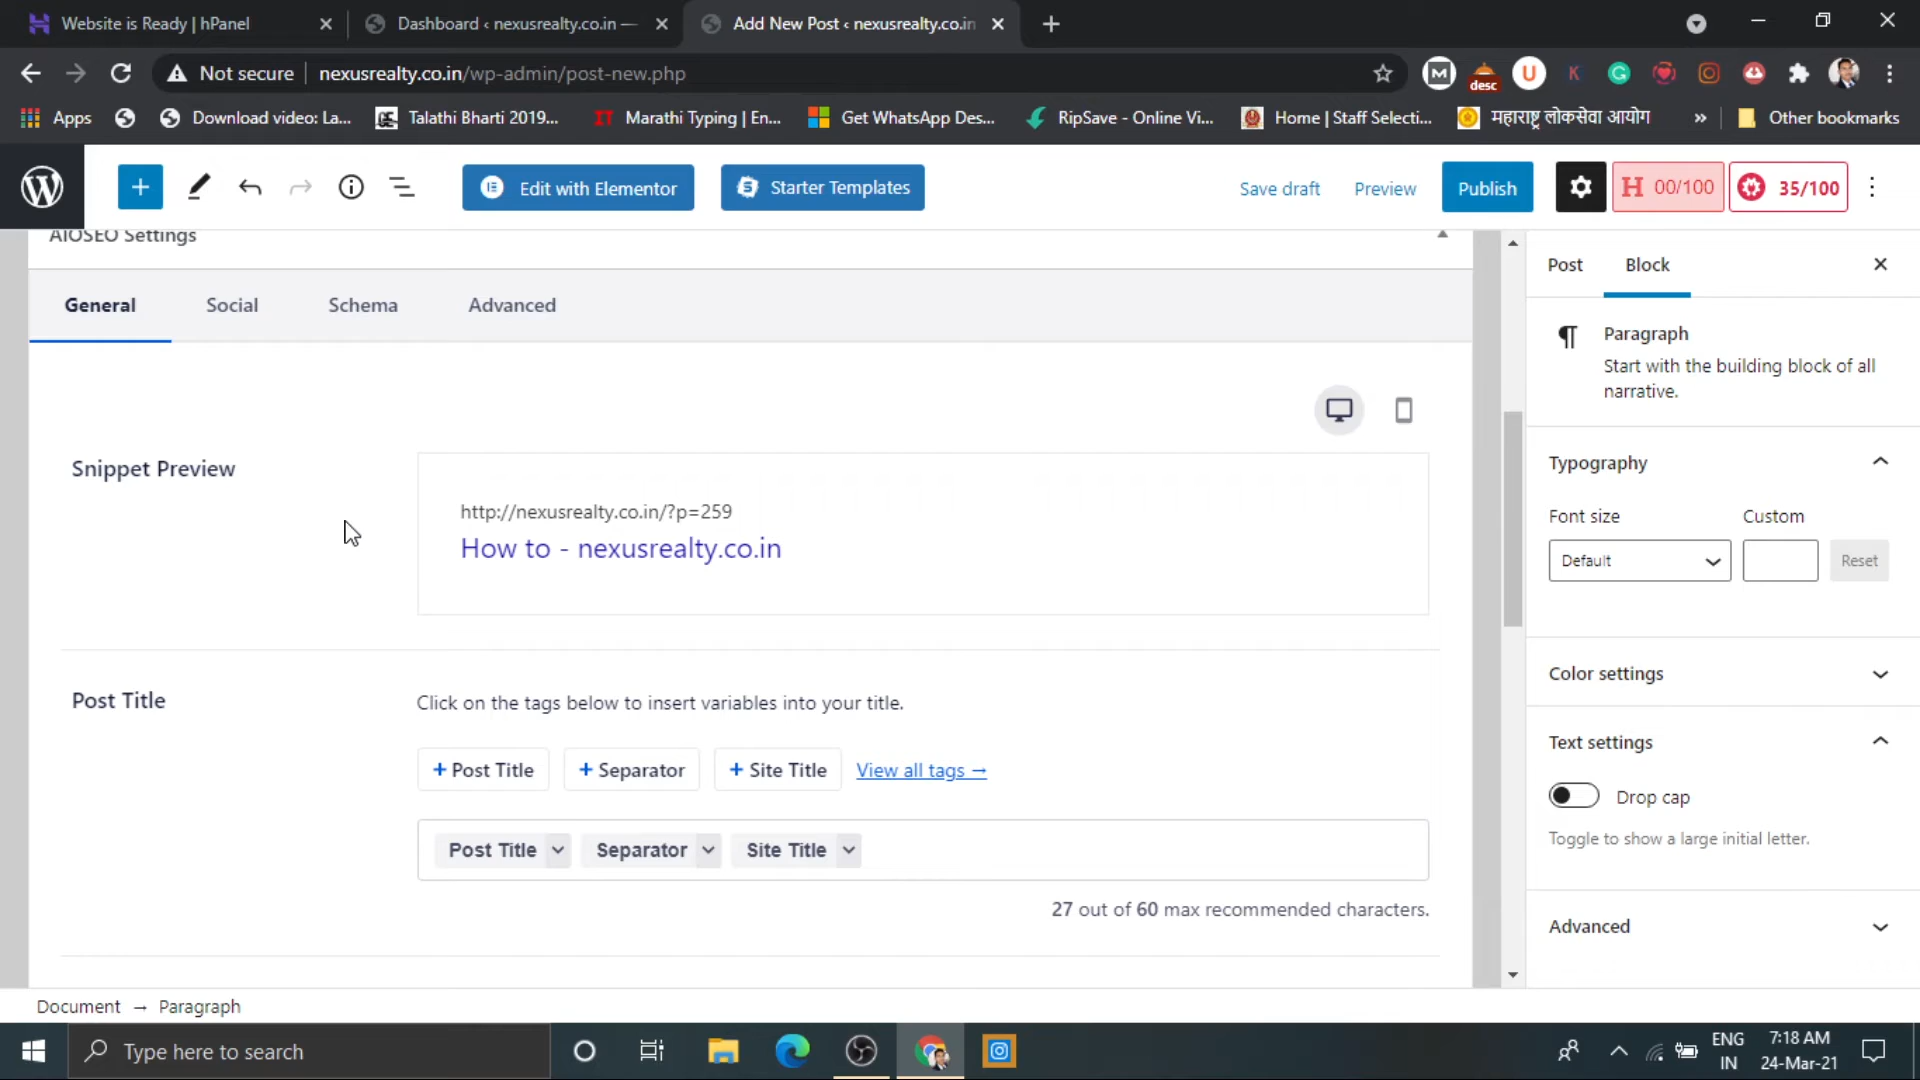 Website is Ready | hPanel
Dashboard ‹ nexusrealty.co.in —
Add New Post ‹ nexusrealty.co.in
Not secure
nexusrealty.co.in/wp-admin/post-new.php
desc
Apps
Download video: La...
Talathi Bharti 2019...
Marathi Typing | En...
Get WhatsApp Des...
RipSave - Online Vi...
Home | Staff Selecti...
महाराष्ट्र लोकसेवा आयोग
»
Other bookmarks
Edit with Elementor
Starter Templates
Save draft
Preview
Publish
H 00/100
35/100
AIOSEO Settings
General
Social
Schema
Advanced
Snippet Preview
http://nexusrealty.co.in/?p=259
How to - nexusrealty.co.in
Post Title
Click on the tags below to insert variables into your title.
+ Post Title
+ Separator
+ Site Title
View all tags →
Post Title
Separator
Site Title
27 out of 60 max recommended characters.
Post
Block
Paragraph
Start with the building block of all
narrative.
Typography
Font size
Custom
Default
Reset
Color settings
Text settings
Drop cap
Toggle to show a large initial letter.
Advanced
Document → Paragraph
Type here to search
ENG
IN
7:18 AM
24-Mar-21